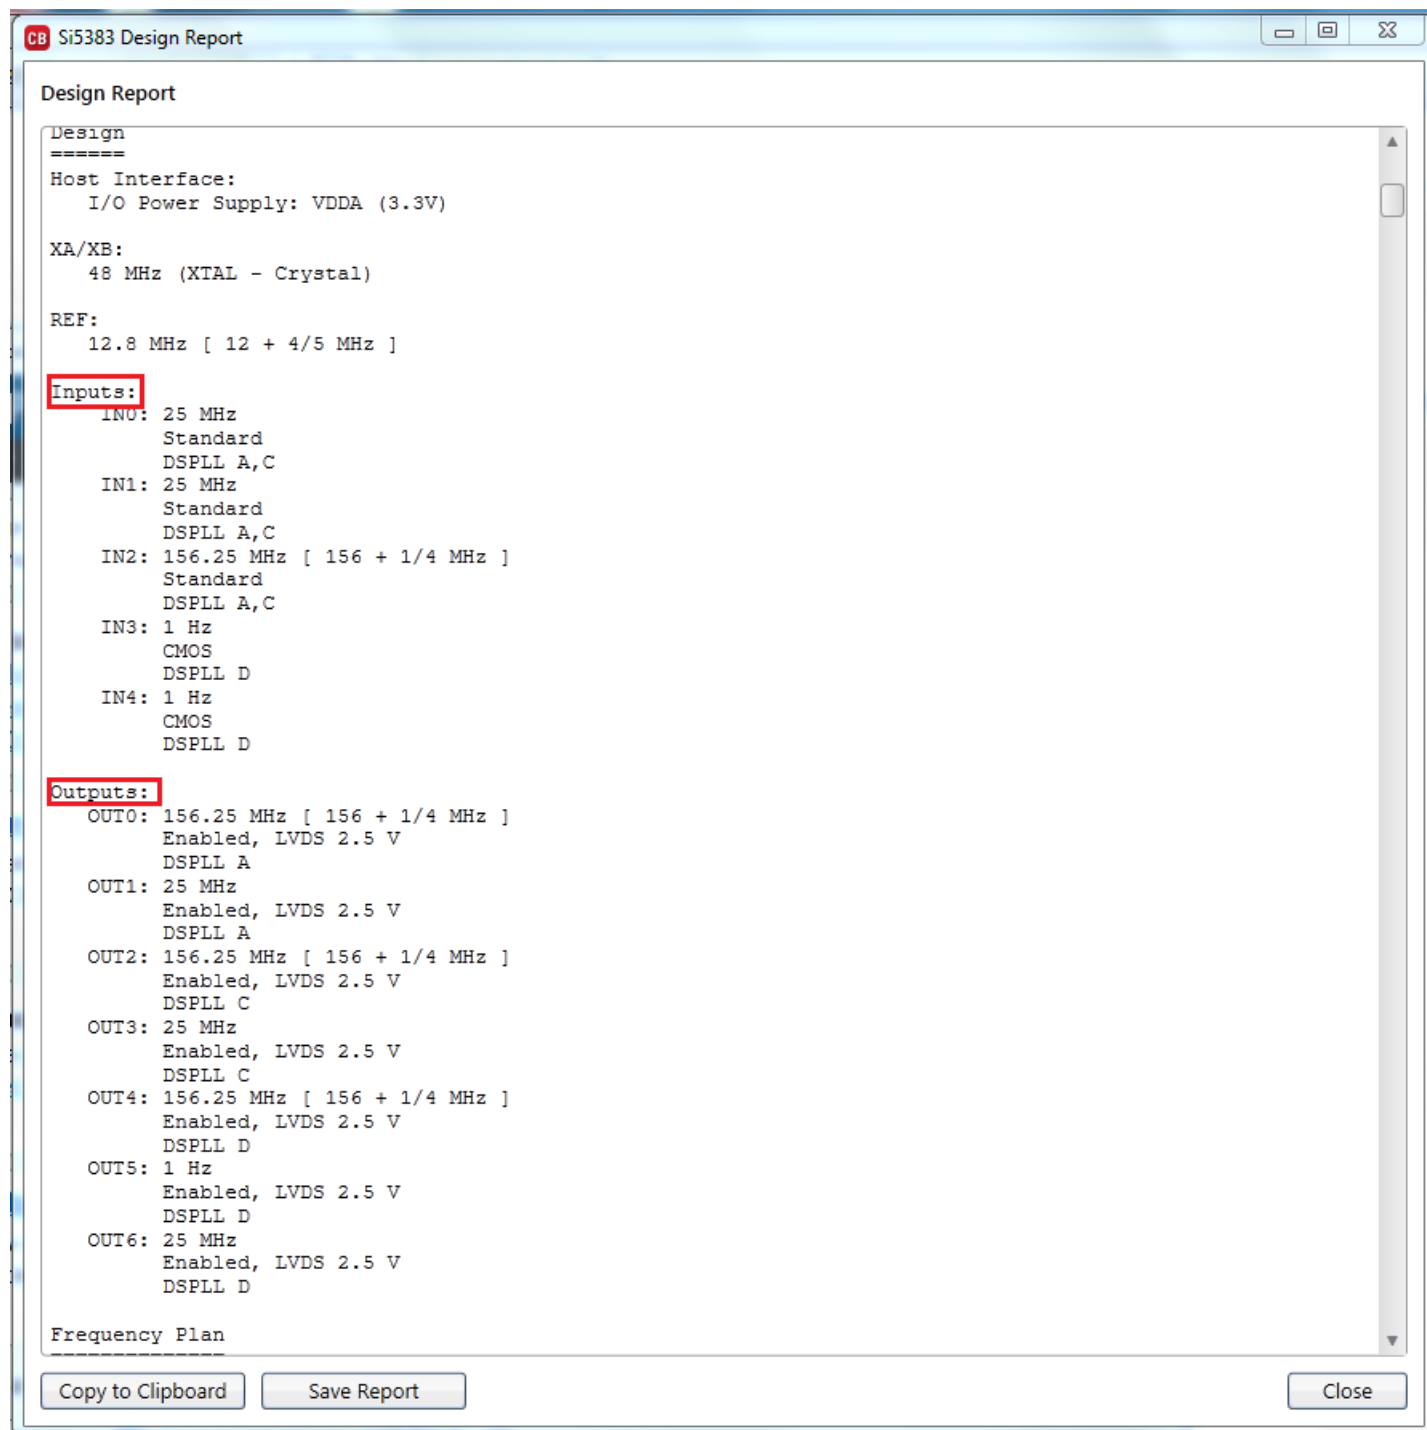 CB Si5383 Design Report
Design Report
Design
======
Host Interface:
I/O Power Supply: VDDA (3.3V)
XA/XB:
48 MHz (XTAL - Crystal)
REF:
12.8 MHz [ 12 + 4/5 MHz ]
Inputs:
IN0: 25 MHz
Standard
DSPLL A,C
IN1: 25 MHz
Standard
DSPLL A,C
IN2: 156.25 MHz [ 156 + 1/4 MHz ]
Standard
DSPLL A,C
IN3: 1 Hz
CMOS
DSPLL D
IN4: 1 Hz
CMOS
DSPLL D
Outputs:
OUT0: 156.25 MHz [ 156 + 1/4 MHz ]
Enabled, LVDS 2.5 V
DSPLL A
OUT1: 25 MHz
Enabled, LVDS 2.5 V
DSPLL A
OUT2: 156.25 MHz [ 156 + 1/4 MHz ]
Enabled, LVDS 2.5 V
DSPLL C
OUT3: 25 MHz
Enabled, LVDS 2.5 V
DSPLL C
OUT4: 156.25 MHz [ 156 + 1/4 MHz ]
Enabled, LVDS 2.5 V
DSPLL D
OUT5: 1 Hz
Enabled, LVDS 2.5 V
DSPLL D
OUT6: 25 MHz
Enabled, LVDS 2.5 V
DSPLL D
Frequency Plan
==============
Copy to Clipboard Save Report Close